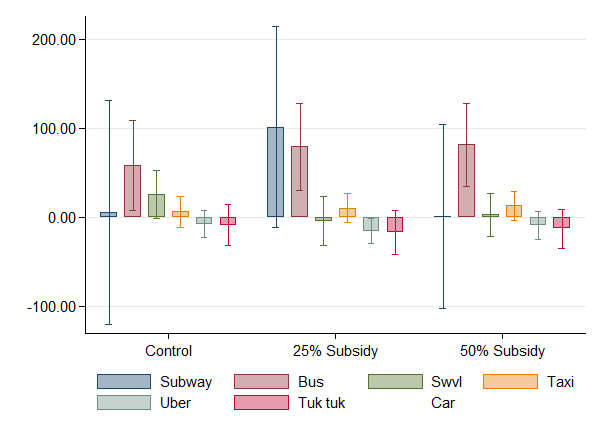 200.00
100.00
0.00
-100.00
Control 25% Subsidy 50% Subsidy
Subway Bus Swvl Taxi
Uber Tuk tuk Car